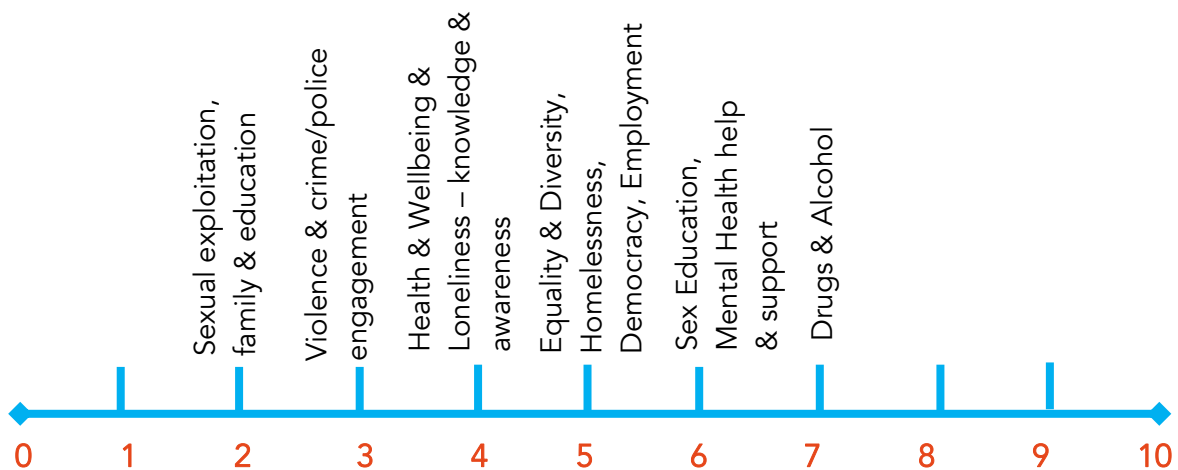 Sexual exploitation,
family & education
Violence & crime/police
engagement
Health & Wellbeing &
Loneliness – knowledge &
awareness
Equality & Diversity,
Homelessness,
Democracy, Employment
Sex Education,
Mental Health help
& support
Drugs & Alcohol
0 1 2 3 4 5 6 7 8 9 10